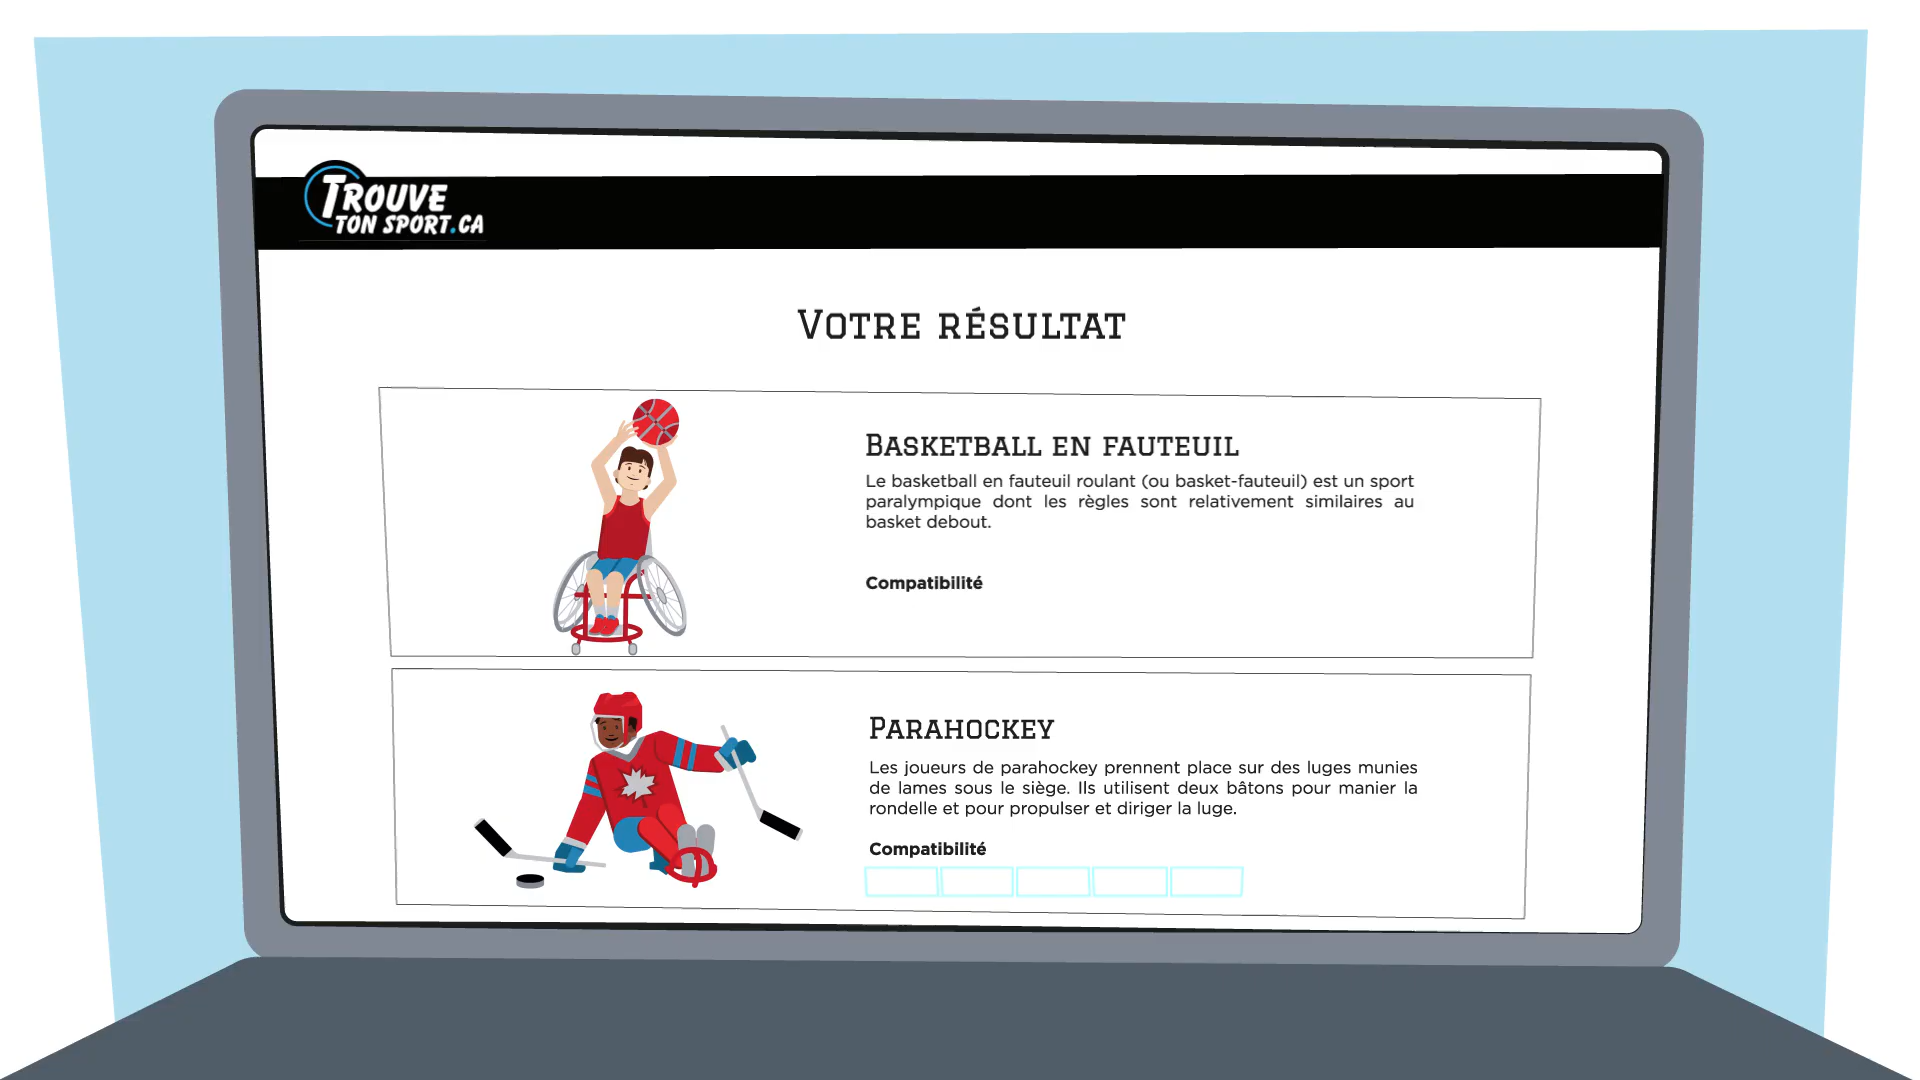 TROUVE
TON SPORT.CA
VOTRE RÉSULTAT
BASKETBALL EN FAUTEUIL
Le basketball en fauteuil roulant (ou basket-fauteuil) est un sport
paralympique dont les règles sont relativement similaires au
basket debout.
Compatibilité
PARAHOCKEY
Les joueurs de parahockey prennent place sur des luges munies
de lames sous le siège. Ils utilisent deux bâtons pour manier la
rondelle et pour propulser et diriger la luge.
Compatibilité